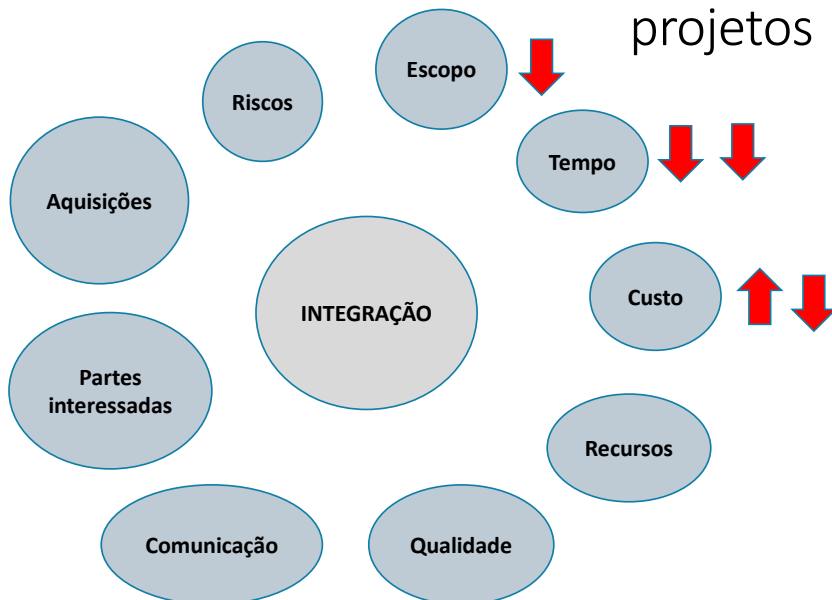 projetos
Escopo
Riscos
Tempo
Aquisições
Custo
INTEGRAÇÃO
Partes
interessadas
Recursos
Comunicação
Qualidade